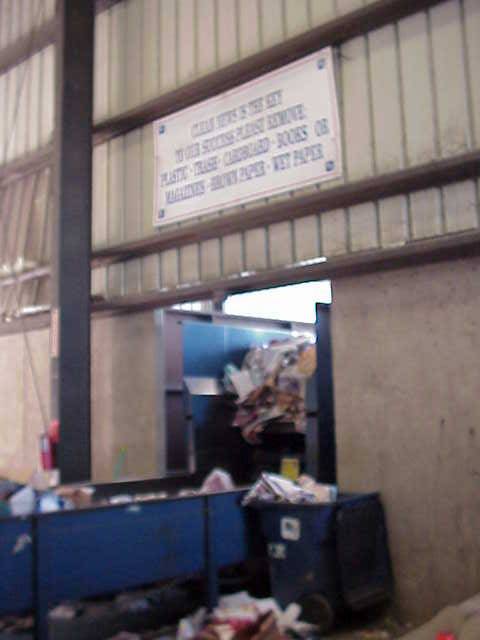 CLEAN NEWS IS THE KEY
TO OUR SUCCESS PLEASE REMOVE:
PLASTIC - TRASH - CARDBOARD - BOOKS OR
MAGAZINES - BROWN PAPER - WET PAPER